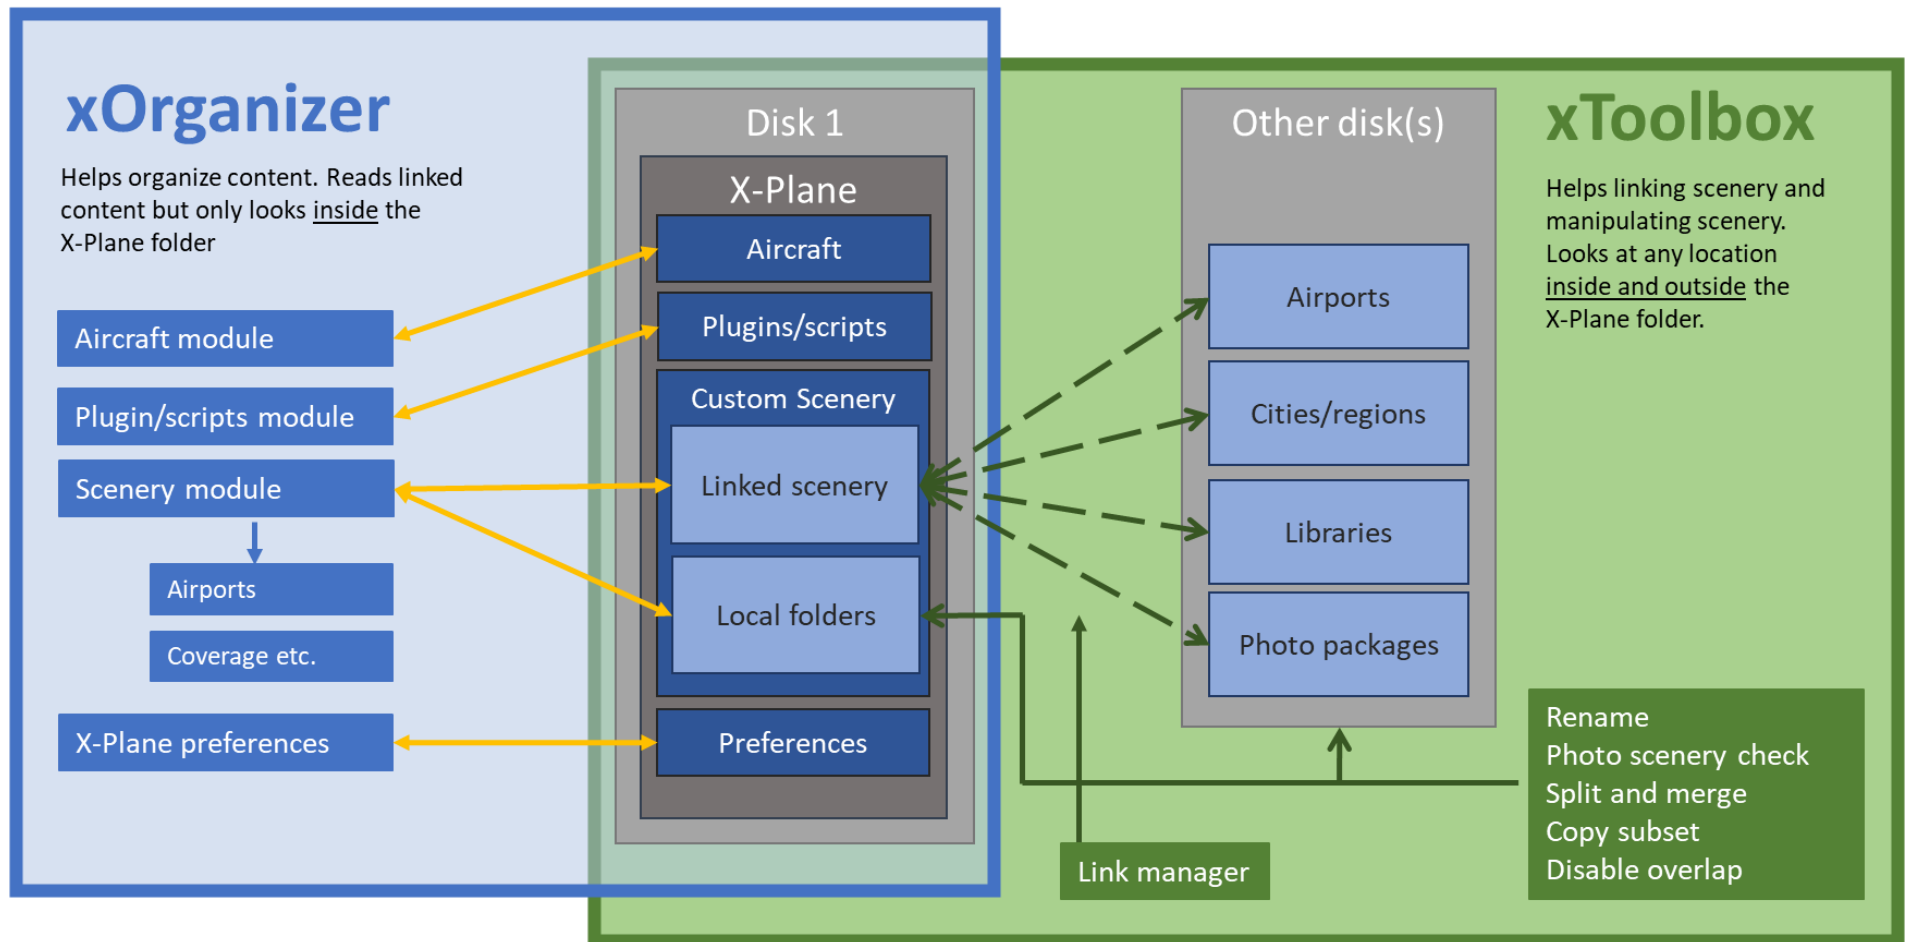 xOrganizer
Helps organize content. Reads linked
content but only looks inside the
X-Plane folder
Aircraft module
Plugin/scripts module
Scenery module
Airports
Coverage etc.
X-Plane preferences
Disk 1
X-Plane
Aircraft
Plugins/scripts
Custom Scenery
Linked scenery
Local folders
Preferences
Other disk(s)
Airports
Cities/regions
Libraries
Photo packages
Link manager
xToolbox
Helps linking scenery and
manipulating scenery.
Looks at any location
inside and outside the
X-Plane folder.
Rename
Photo scenery check
Split and merge
Copy subset
Disable overlap